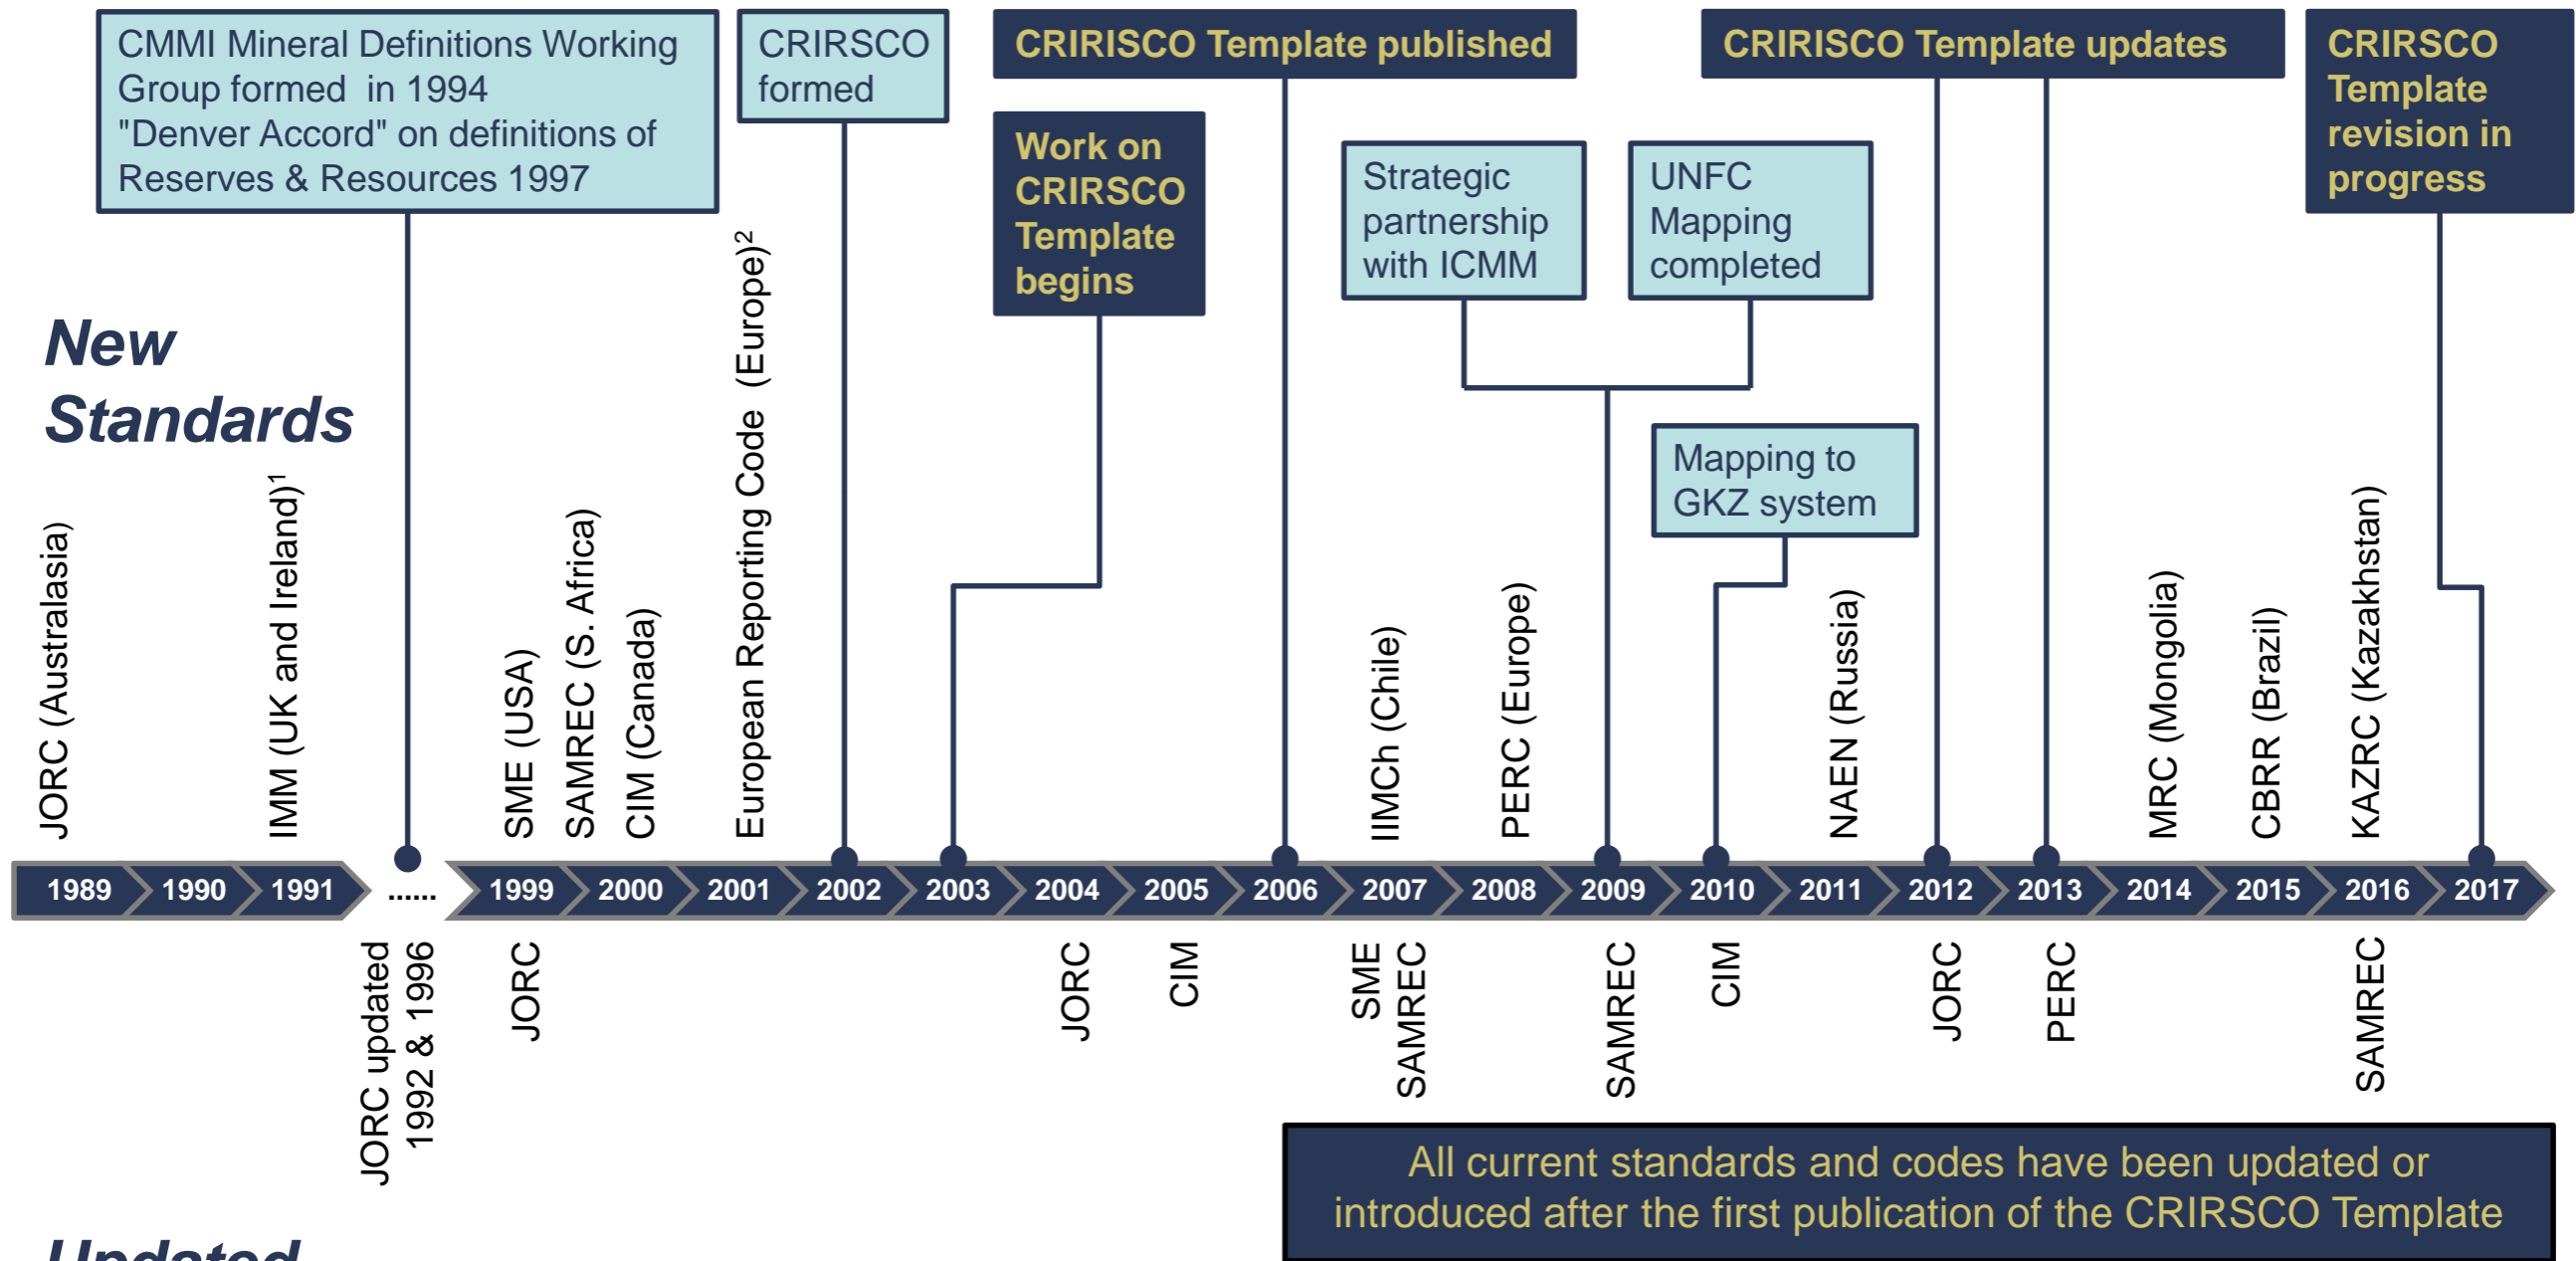 CMMI Mineral Definitions Working
Group formed in 1994
"Denver Accord" on definitions of
Reserves & Resources 1997
CRIRSCO
formed
CRIRISCO Template published
CRIRISCO Template updates
CRIRSCO
Template
revision in
progress
Work on
CRIRSCO
Template
begins
Strategic
partnership
with ICMM
UNFC
Mapping
completed
Mapping to
GKZ system
New
Standards
JORC (Australasia)
IMM (UK and Ireland)¹
SME (USA)
SAMREC (S. Africa)
CIM (Canada)
European Reporting Code (Europe)²
IIMCh (Chile)
PERC (Europe)
NAEN (Russia)
MRC (Mongolia)
CBRR (Brazil)
KAZRC (Kazakhstan)
1989 1990 1991 ...... 1999 2000 2001 2002 2003 2004 2005 2006 2007 2008 2009 2010 2011 2012 2013 2014 2015 2016 2017
JORC updated
1992 & 1996
JORC
JORC
CIM
SME
SAMREC
SAMREC
CIM
JORC
PERC
SAMREC
All current standards and codes have been updated or
introduced after the first publication of the CRIRSCO Template
Updated